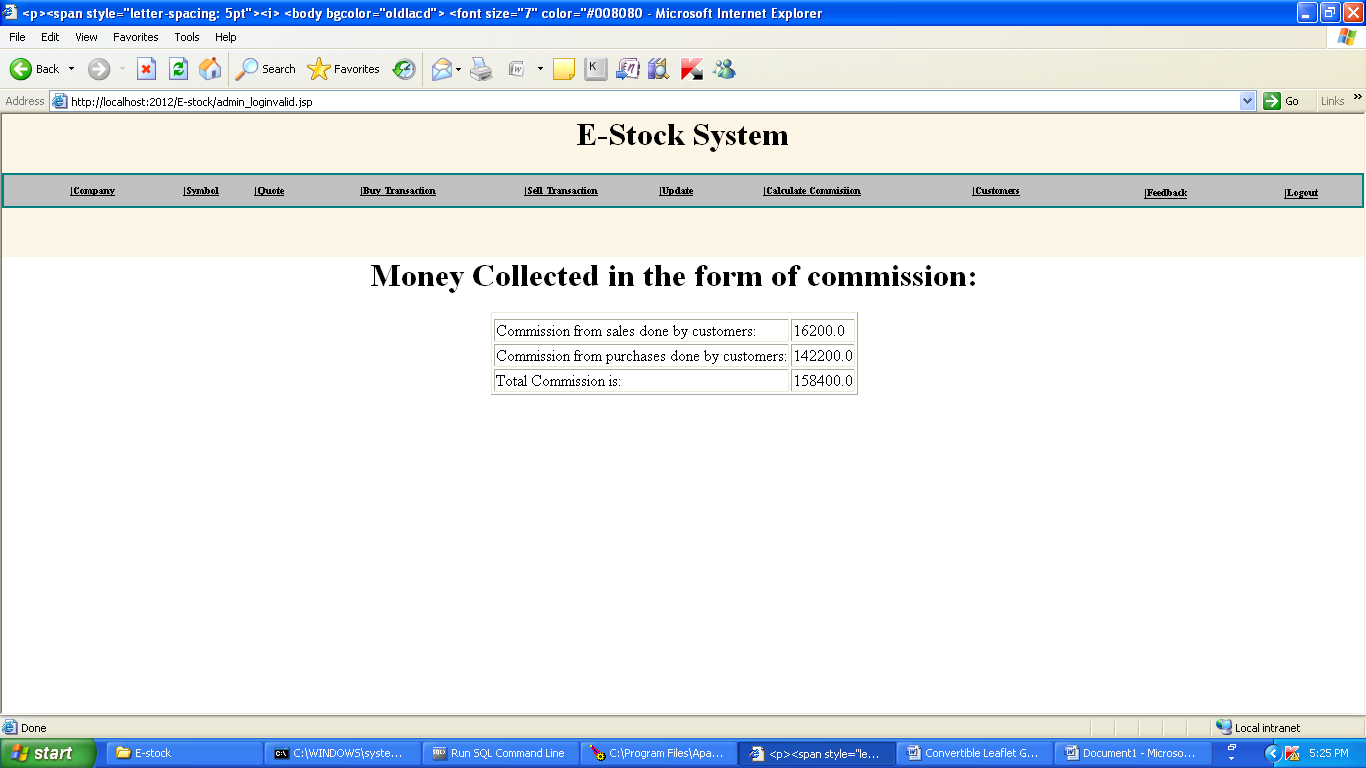 <p><span style="letter-spacing: 5pt"><i> <body bgcolor="oldlacd"> <font size="7" color="#008080 - Microsoft Internet Explorer
File Edit View Favorites Tools Help
Back Search Favorites
Address http://localhost:2012/E-stock/admin_loginvalid.jsp Go Links »
E-Stock System
|Company |Symbol |Quote |Buy Transaction |Sell Transaction |Update |Calculate Commisiion |Customers |Feedback |Logout
Money Collected in the form of commission:
Commission from sales done by customers: 16200.0
Commission from purchases done by customers: 142200.0
Total Commission is: 158400.0
Done Local intranet
start E-stock C:\WINDOWS\syste... Run SQL Command Line C:\Program Files\Apa... <p><span style="le... Convertible Leaflet G... Document1 - Microso... 5:25 PM